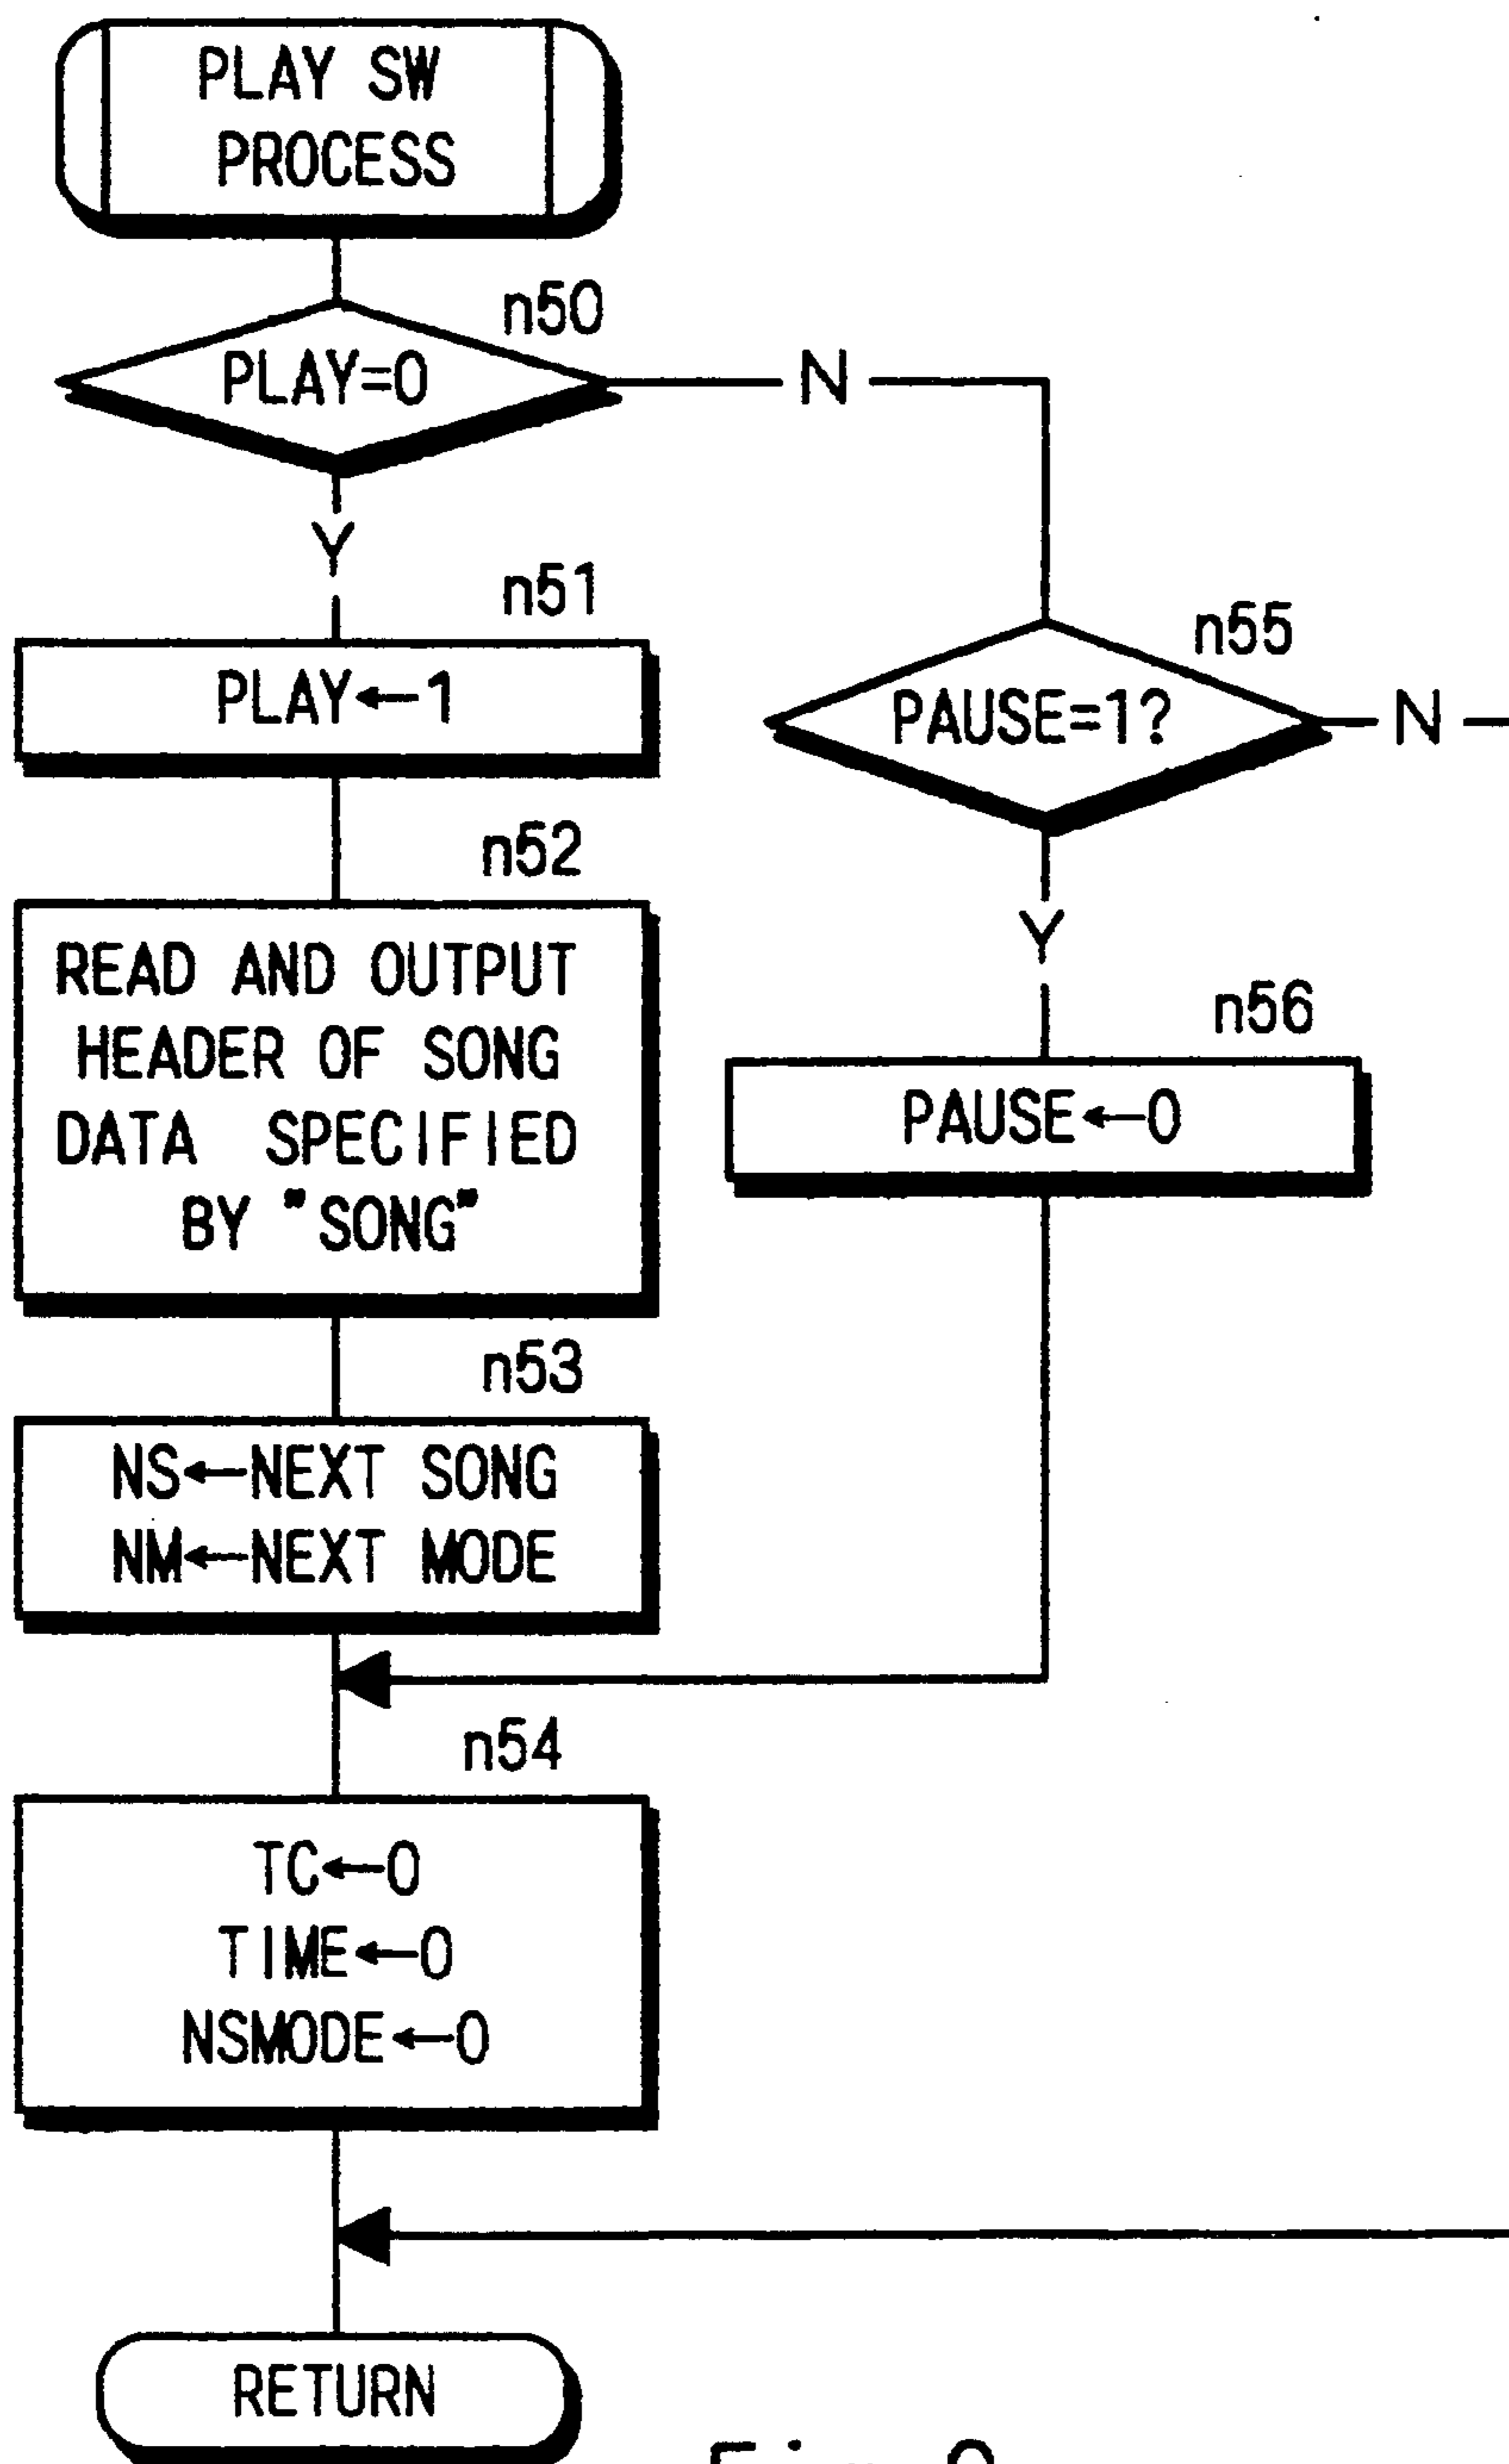 PLAY SW
PROCESS
n50
PLAY=0
N
Y
n51
PLAY←1
n52
READ AND OUTPUT
HEADER OF SONG
DATA SPECIFIED
BY "SONG"
n53
NS←NEXT SONG
NM←NEXT MODE
n54
TC←0
TIME←0
NSMODE←0
RETURN
n55
PAUSE=1?
N
Y
n56
PAUSE←0